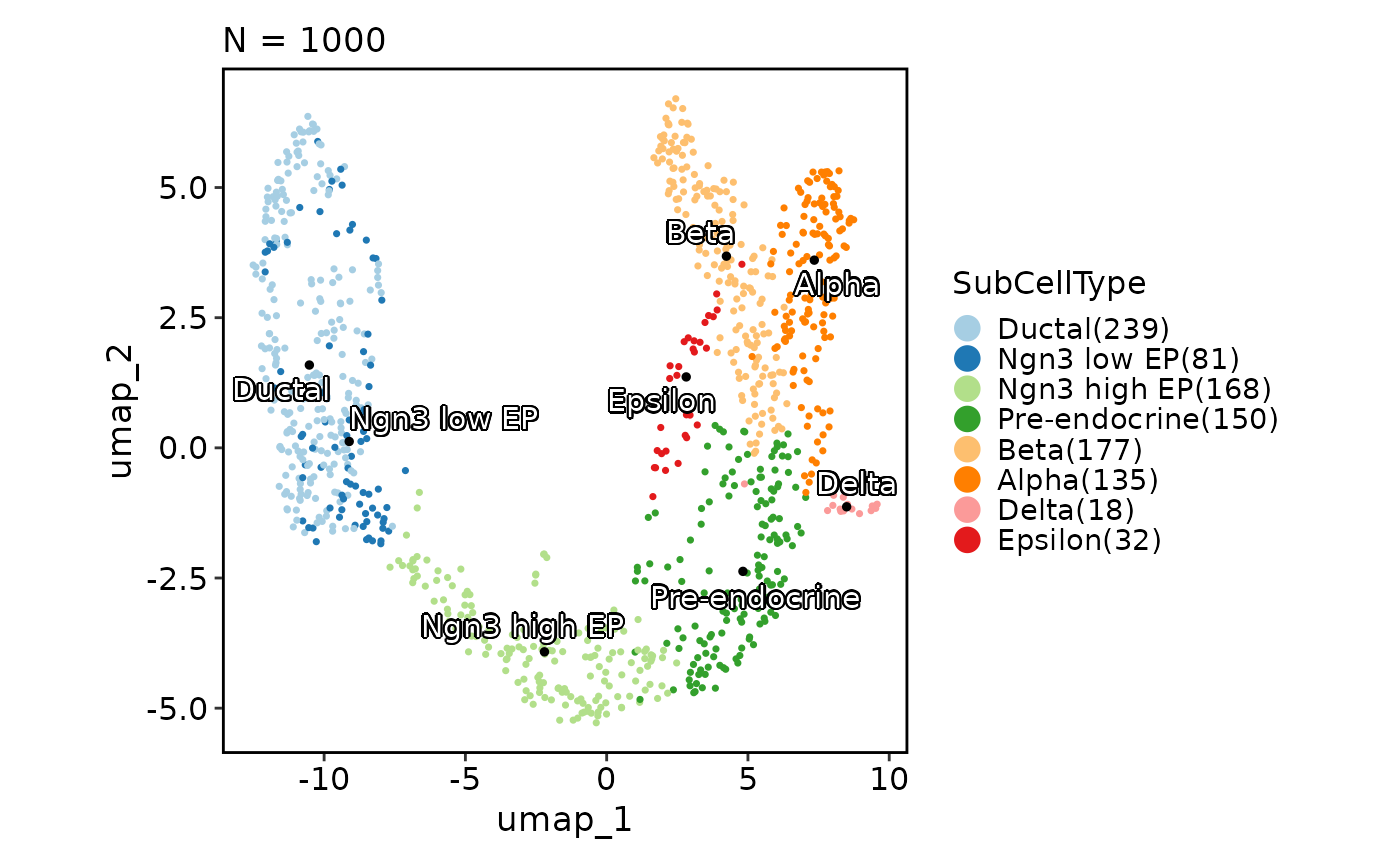 N = 1000
umap_2
5.0
2.5
0.0
-2.5
-5.0
Beta
Alpha
Ductal
Epsilon
Ngn3 low EP
Delta
Pre-endocrine
Ngn3 high EP
-10
-5
0
5
10
umap_1
SubCellType
Ductal(239)
Ngn3 low EP(81)
Ngn3 high EP(168)
Pre-endocrine(150)
Beta(177)
Alpha(135)
Delta(18)
Epsilon(32)